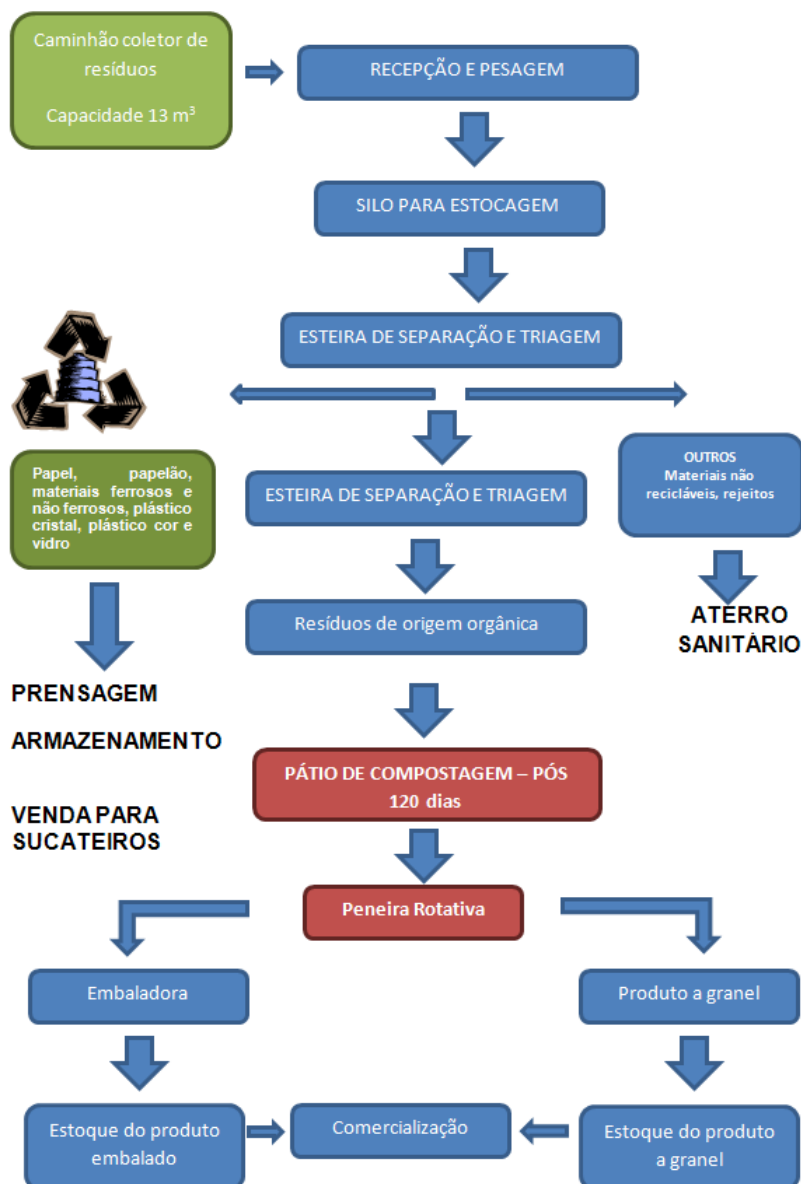 Caminhão coletor de
resíduos
Capacidade 13 m³
RECEPÇÃO E PESAGEM
SILO PARA ESTOCAGEM
ESTEIRA DE SEPARAÇÃO E TRIAGEM
Papel, papelão,
materiais ferrosos e
não ferrosos, plástico
cristal, plástico cor e
vidro
ESTEIRA DE SEPARAÇÃO E TRIAGEM
OUTROS
Materiais não
recicláveis, rejeitos
Resíduos de origem orgânica
ATERRO
SANITÁRIO
PRENSAGEM
ARMAZENAMENTO
VENDA PARA
SUCATEIROS
PÁTIO DE COMPOSTAGEM – PÓS
120 dias
Peneira Rotativa
Embaladora
Produto a granel
Estoque do produto
embalado
Comercialização
Estoque do produto
a granel